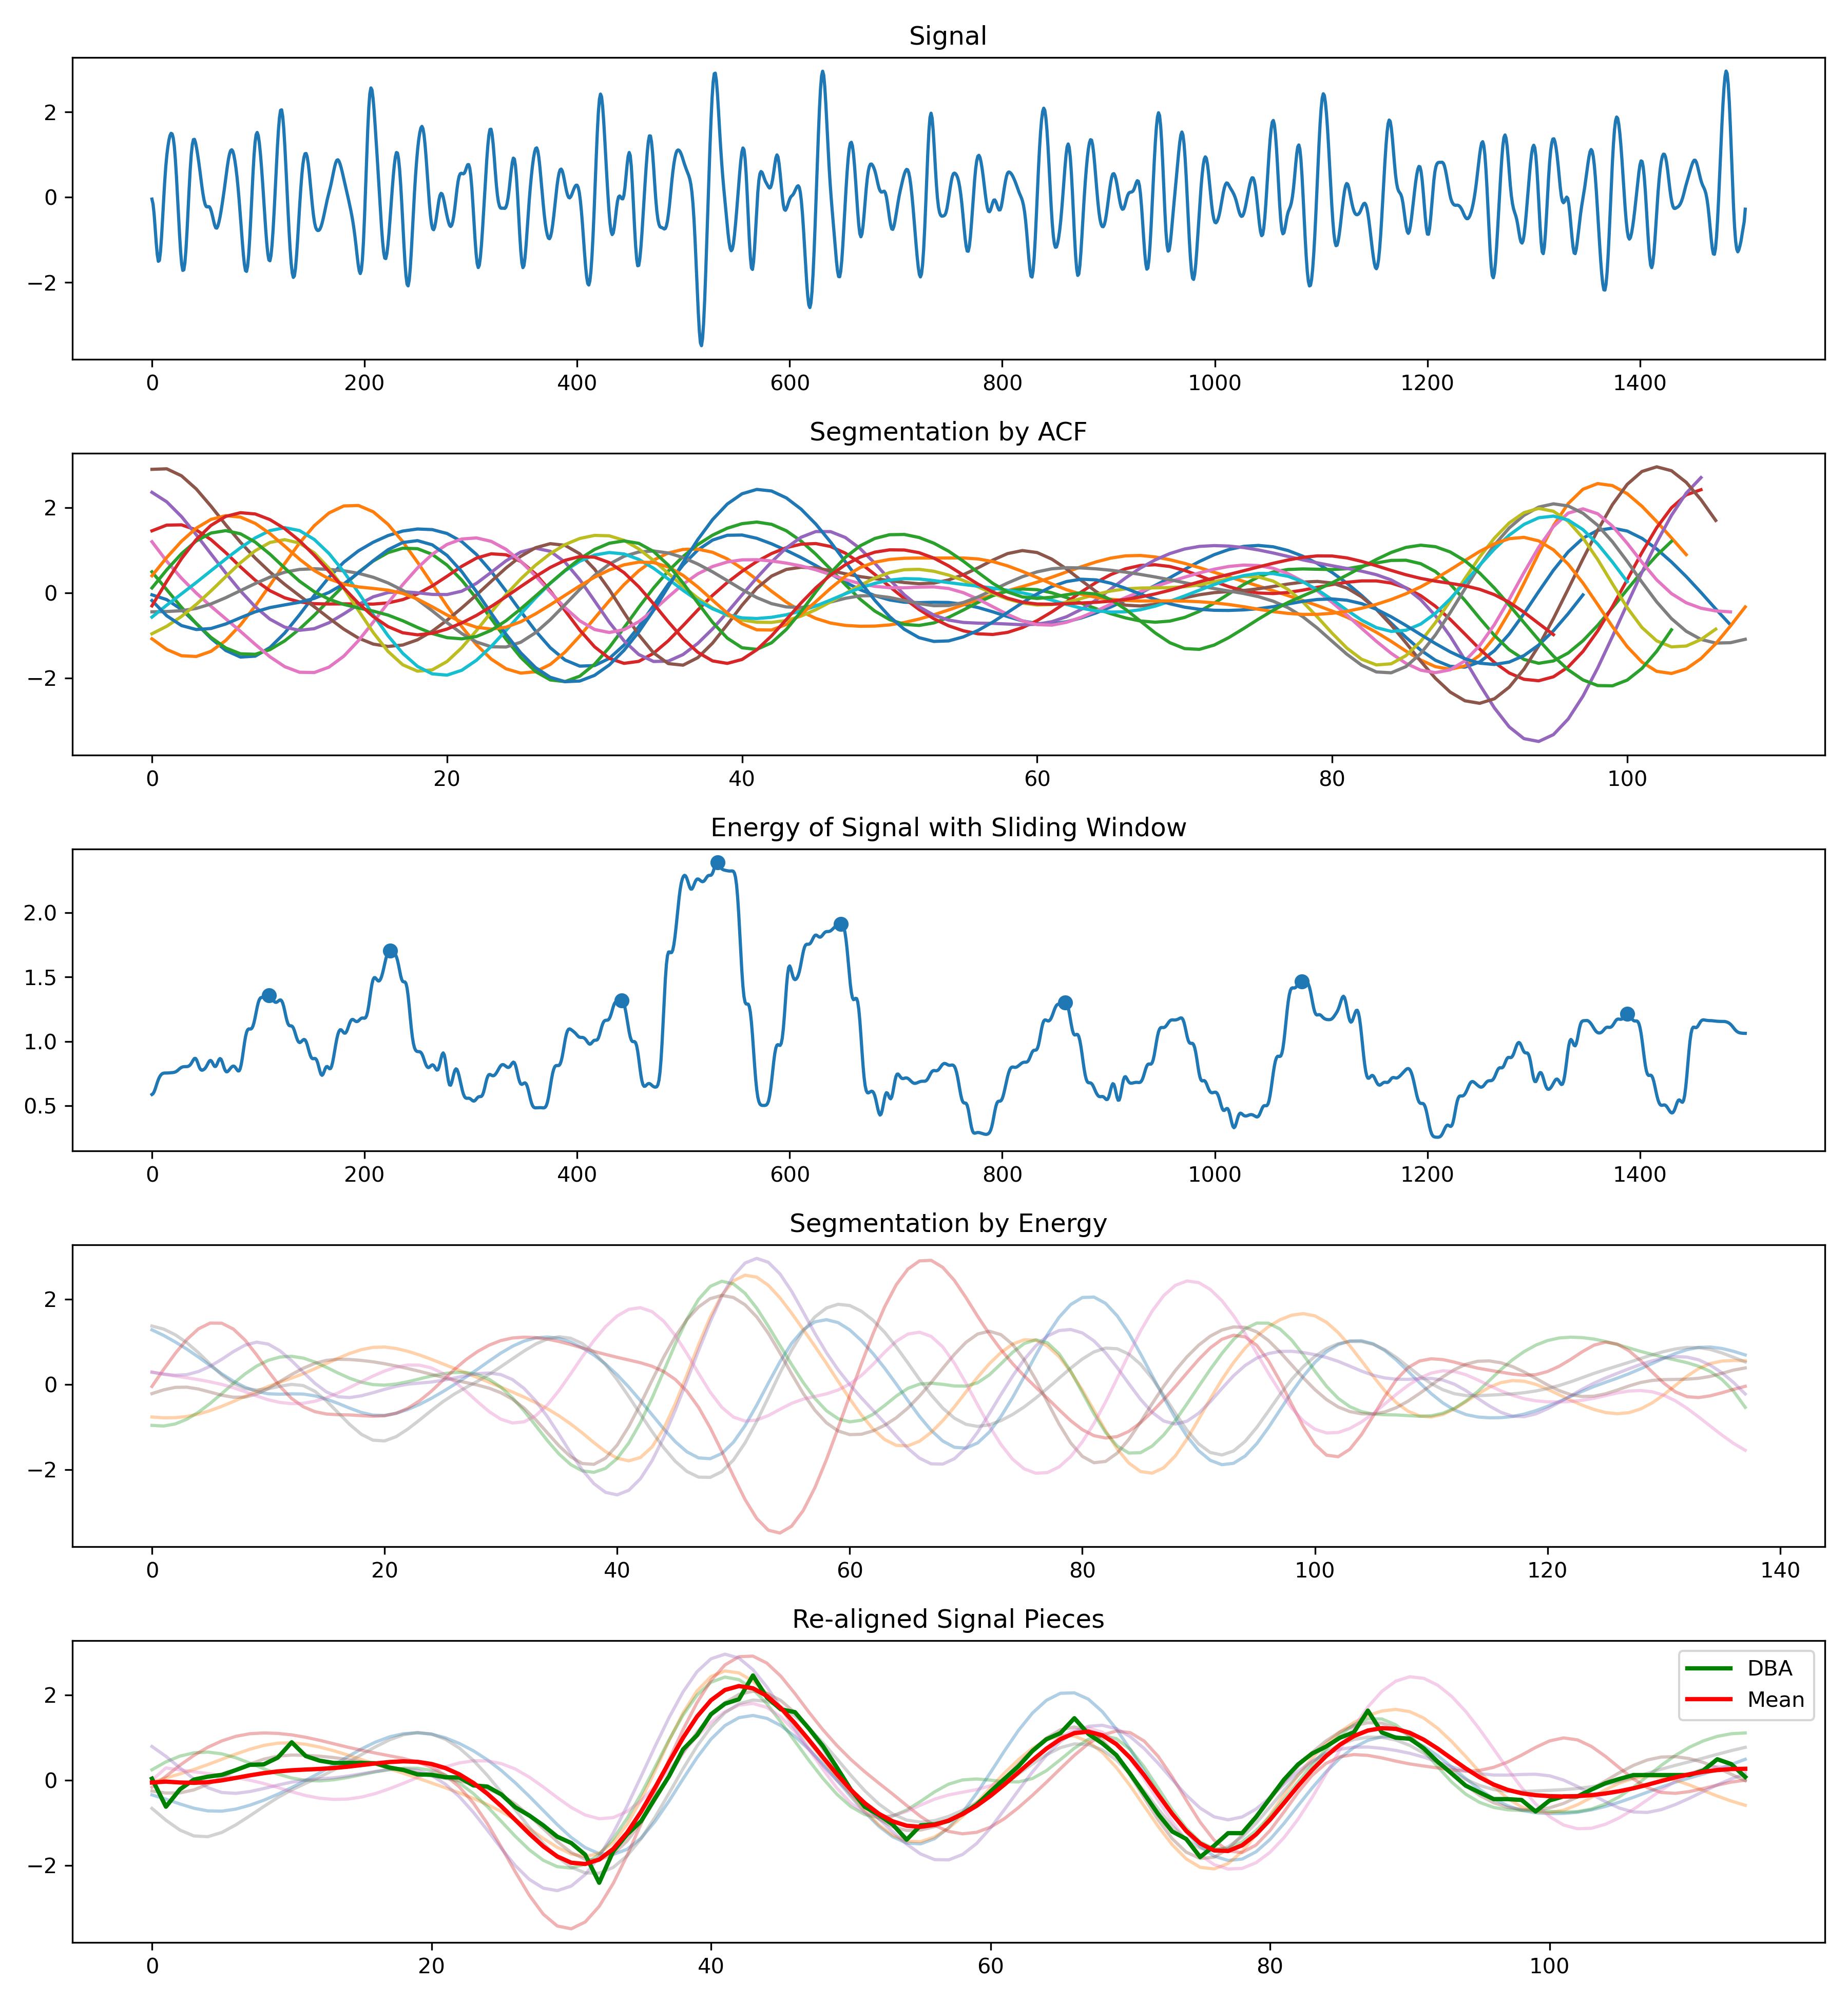 Signal
2
0
−2
0 200 400 600 800 1000 1200 1400
Segmentation by ACF
2
0
−2
0 20 40 60 80 100
Energy of Signal with Sliding Window
2.0
1.5
1.0
0.5
0 200 400 600 800 1000 1200 1400
Segmentation by Energy
2
0
−2
0 20 40 60 80 100 120 140
Re-aligned Signal Pieces
DBA
Mean
2
0
−2
0 20 40 60 80 100